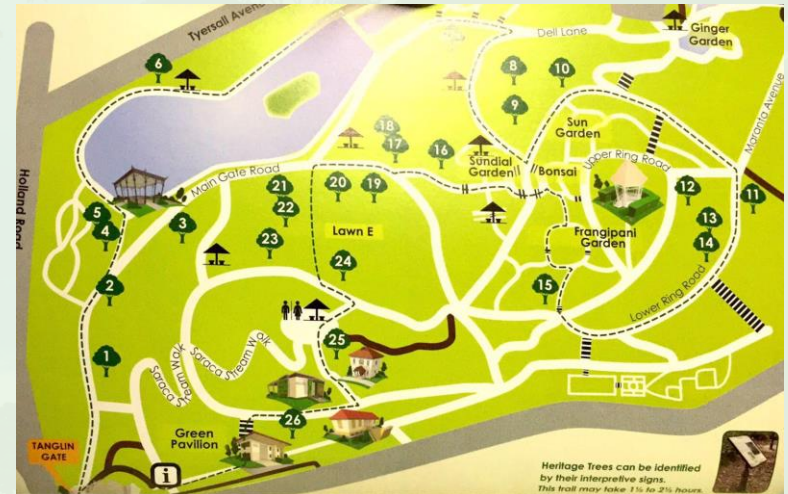 Tyersall Avenue
Dell Lane
Ginger
Garden
6
8
10
9
Sun
Garden
Maranta Avenue
18
17
16
Sundial
Garden
Bonsai
Upper Ring Road
Holland Road
Main Gate Road
21
20
19
12
11
22
5
4
3
Lawn E
Frangipani
Garden
13
14
23
24
2
15
Lower Ring Road
25
1
Saraca Stream Walk
Saraca Stream Walk
26
Green
Pavilion
TANGLIN
GATE
i
Heritage Trees can be identified
by their interpretive signs.
This trail may take 1½ to 2½ hours.